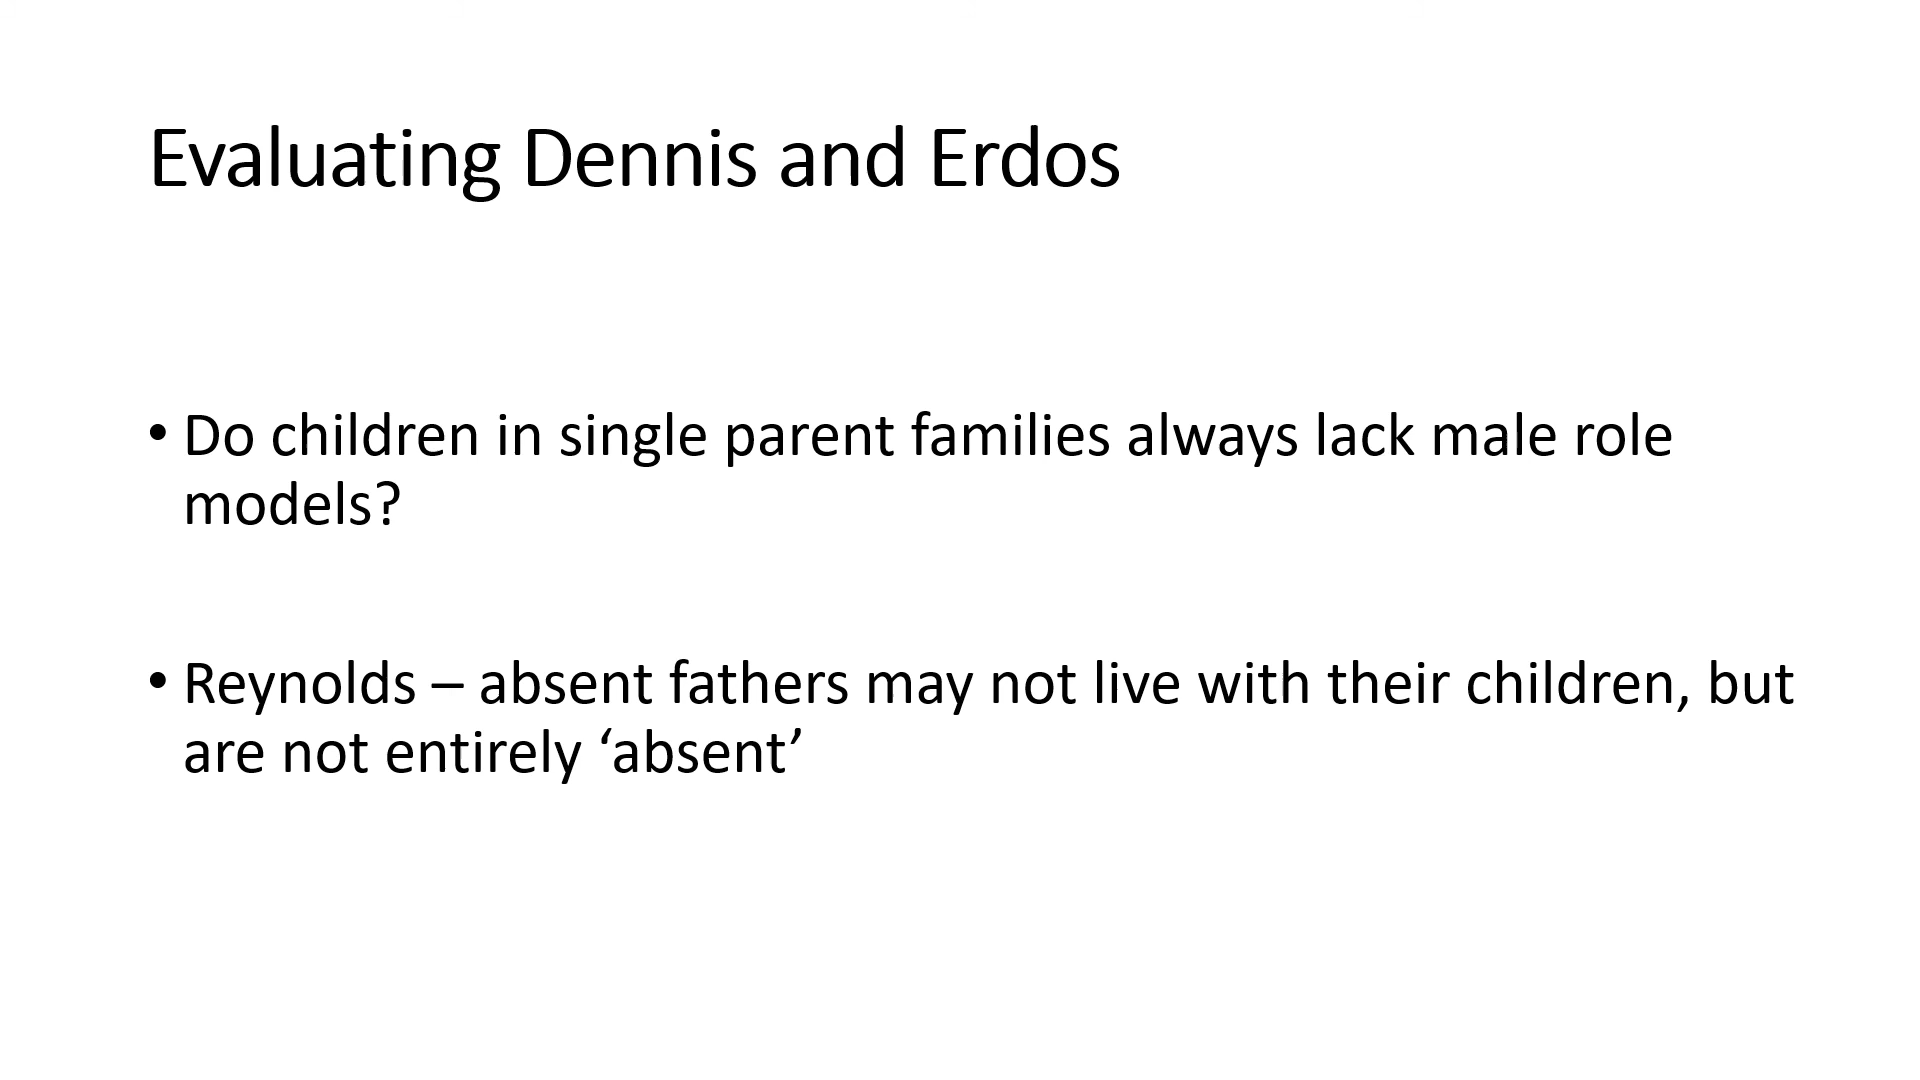 Evaluating Dennis and Erdos
• Do children in single parent families always lack male role
models?
• Reynolds – absent fathers may not live with their children, but
are not entirely ‘absent’